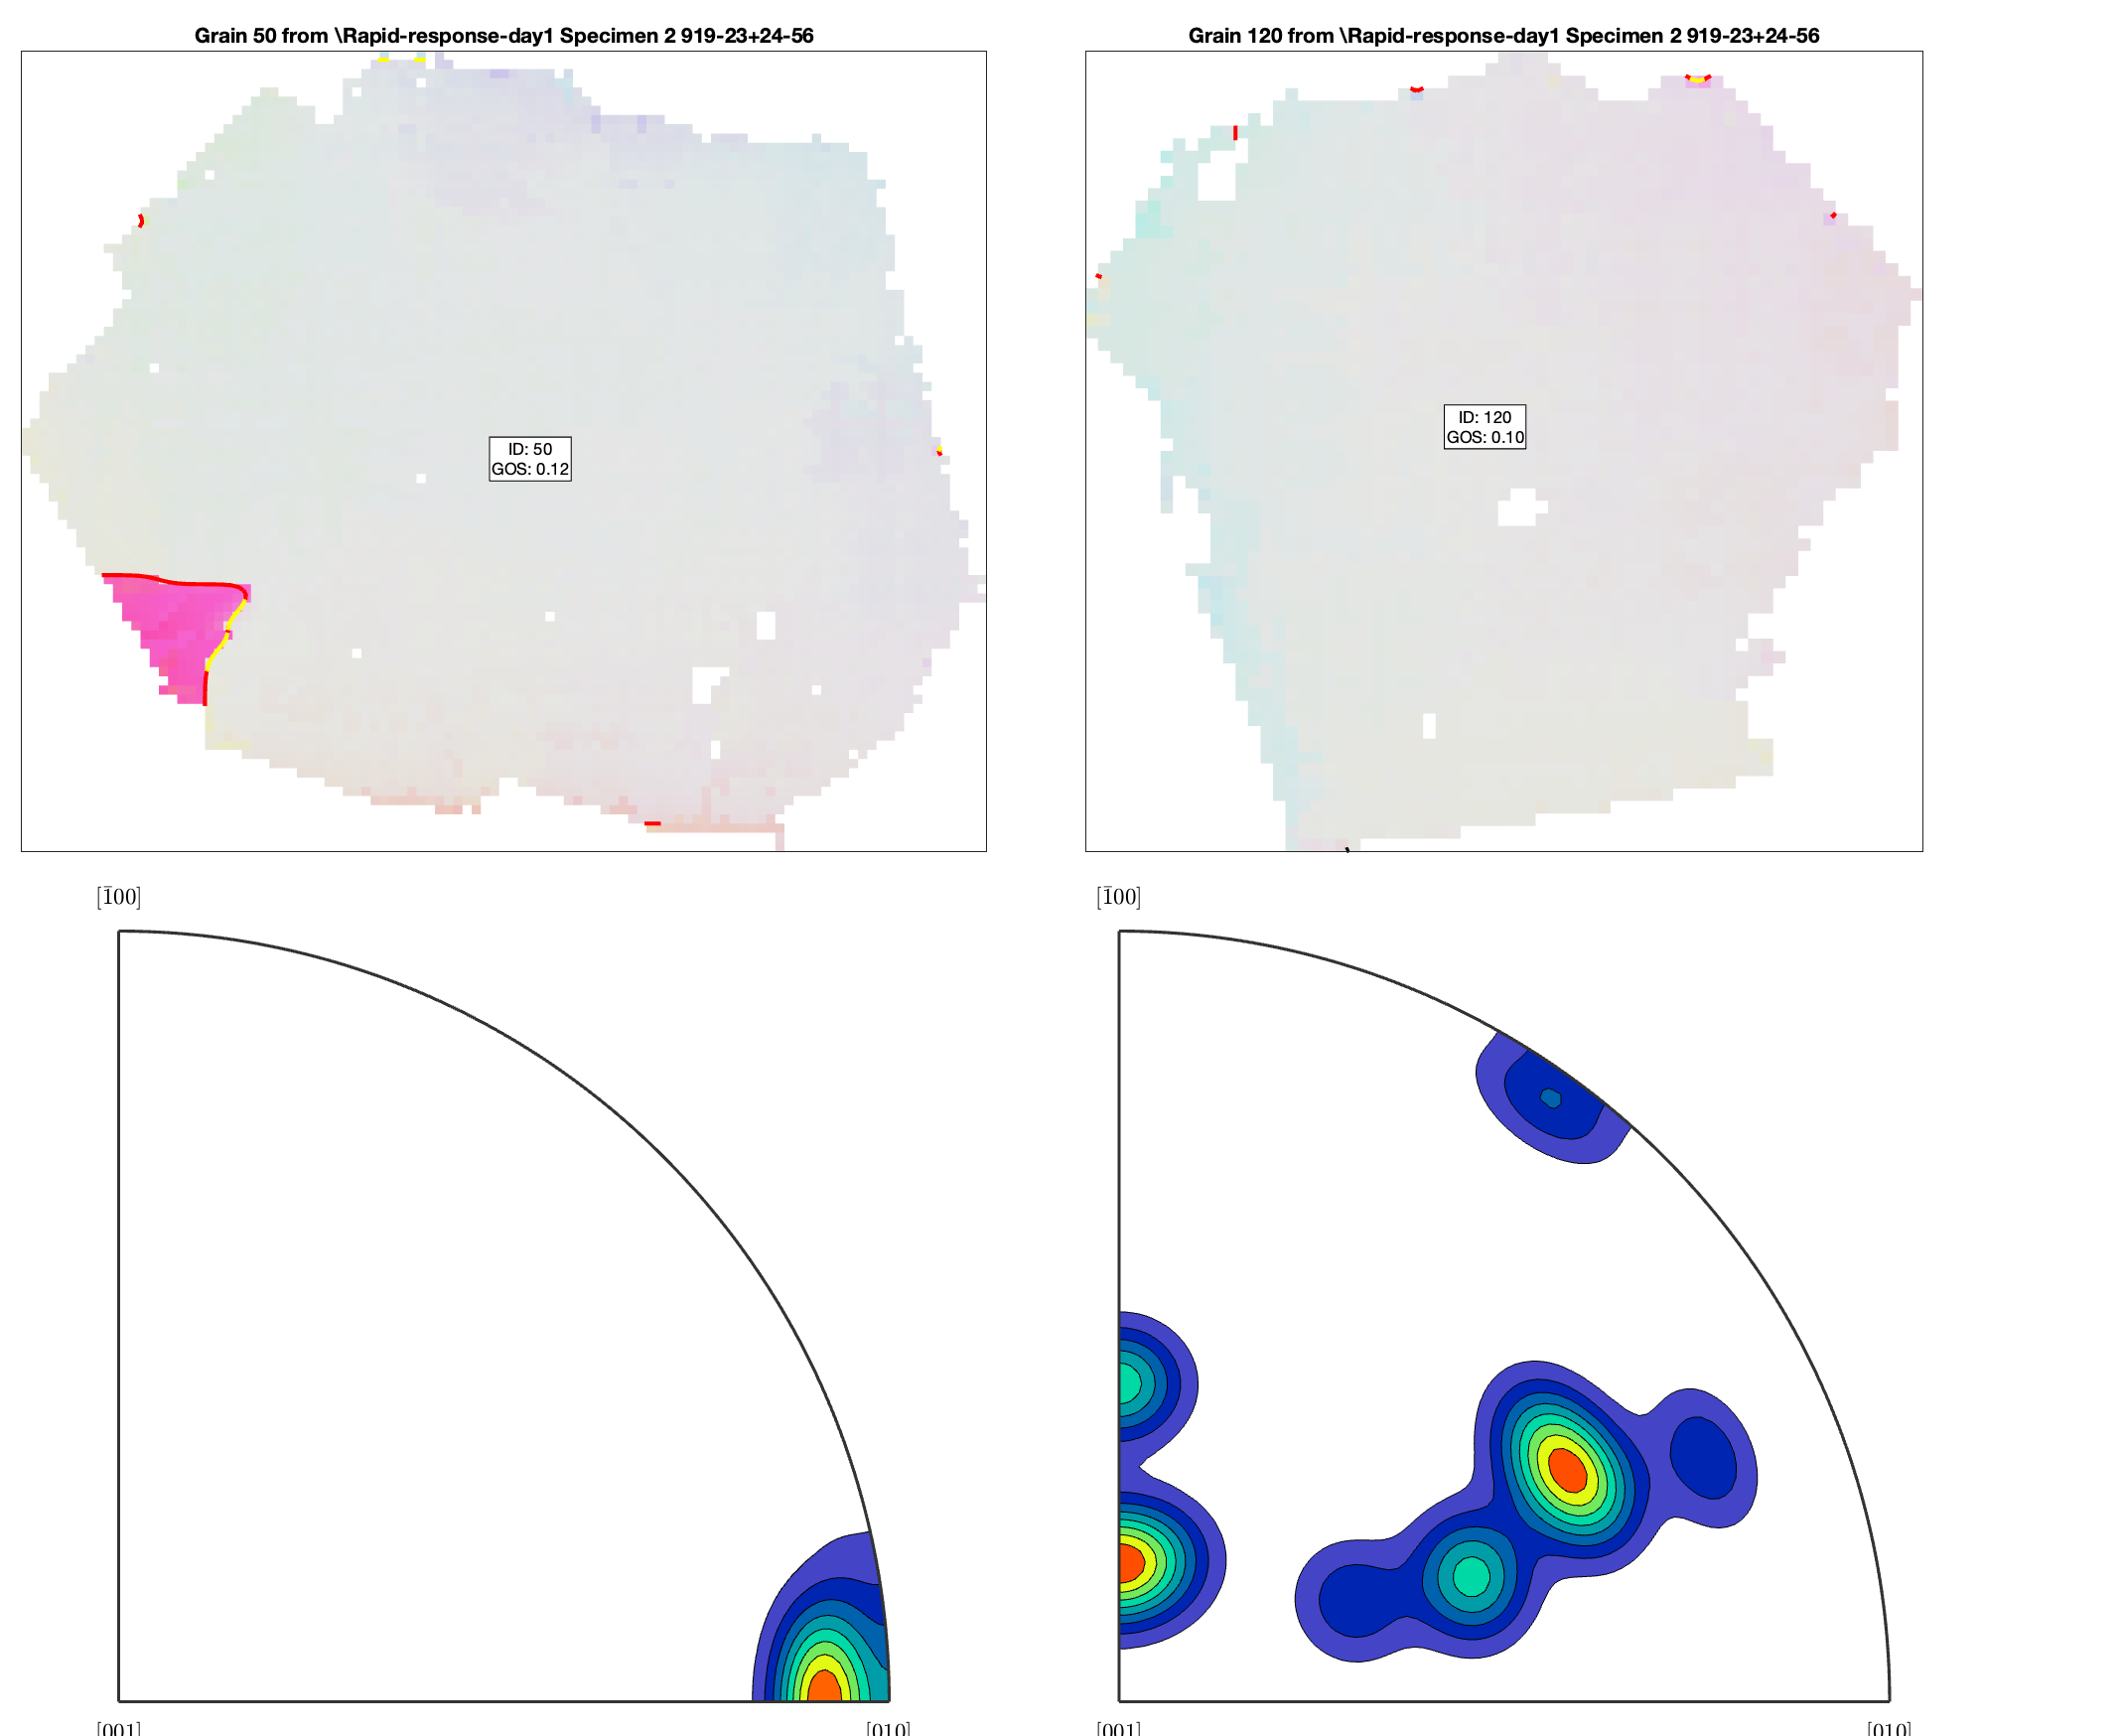 Grain 50 from \Rapid-response-day1 Specimen 2 919-23+24-56
Grain 120 from \Rapid-response-day1 Specimen 2 919-23+24-56
ID: 50
GOS: 0.12
ID: 120
GOS: 0.10
[1̄00]
[1̄00]
[001]
[010]
[001]
[010]